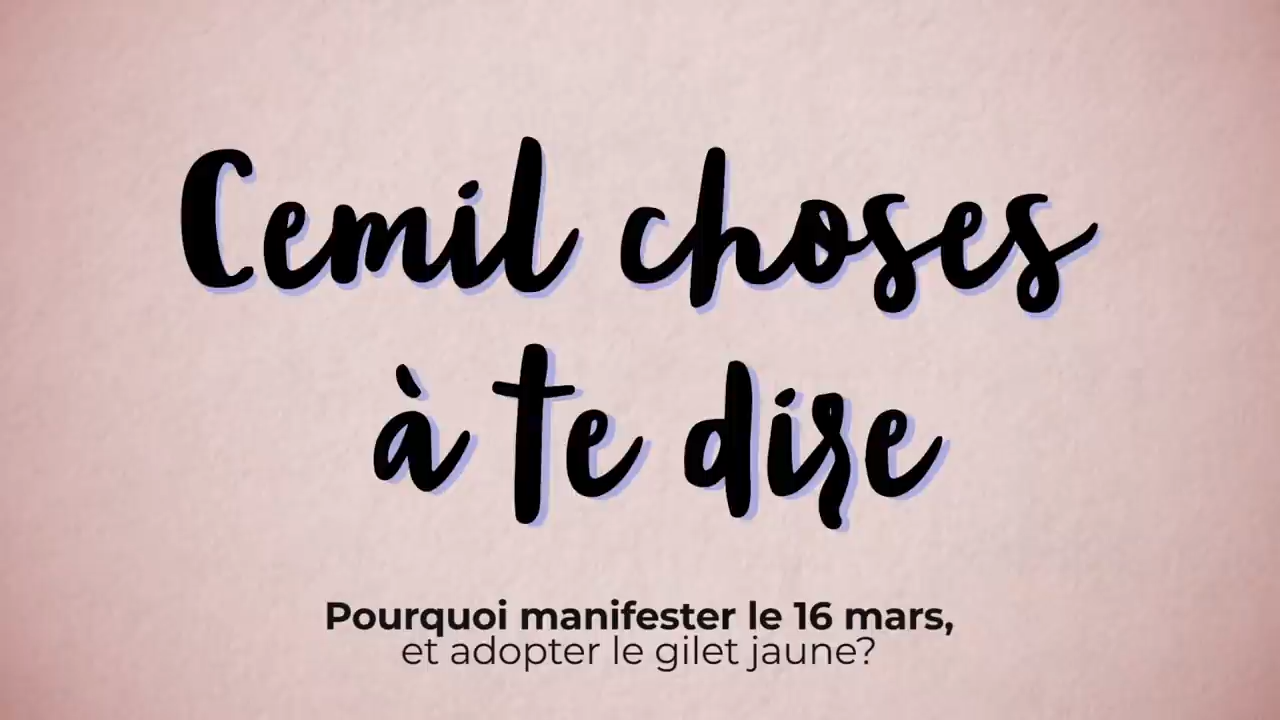 Cemil choses
à te dire
Pourquoi manifester le 16 mars,
et adopter le gilet jaune?